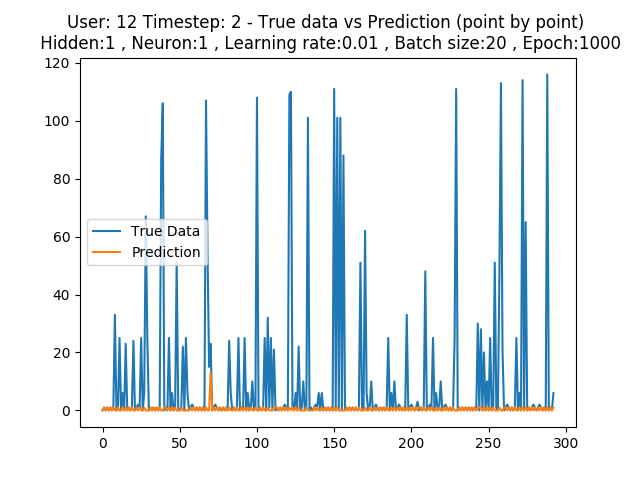 User: 12 Timestep: 2 - True data vs Prediction (point by point)
Hidden:1 , Neuron:1 , Learning rate:0.01 , Batch size:20 , Epoch:1000
120
100
80
60
40
20
0
True Data
Prediction
0 50 100 150 200 250 300